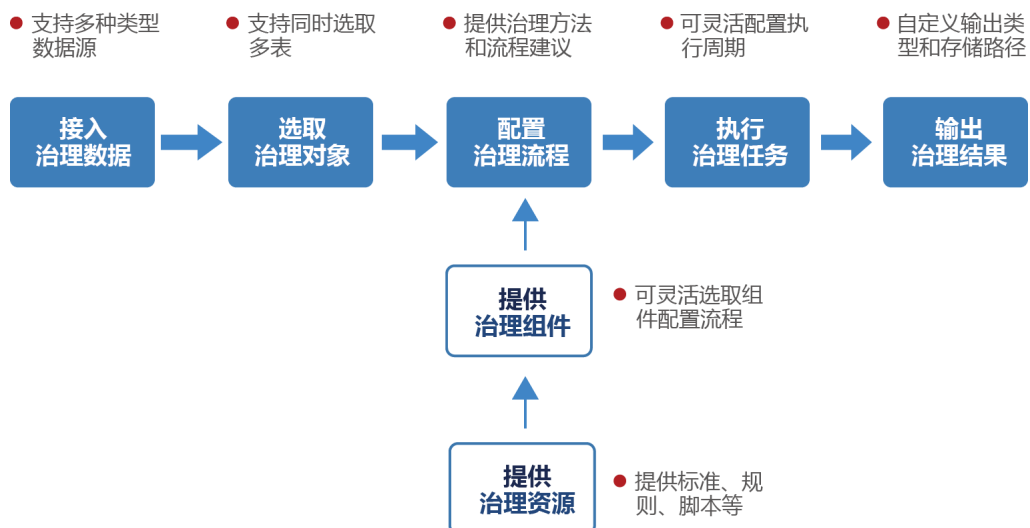 支持多种类型
数据源
支持同时选取
多表
提供治理方法
和流程建议
可灵活配置执
行周期
自定义输出类
型和存储路径
接入
治理数据
选取
治理对象
配置
治理流程
执行
治理任务
输出
治理结果
提供
治理组件
可灵活选取组
件配置流程
提供
治理资源
提供标准、规
则、脚本等